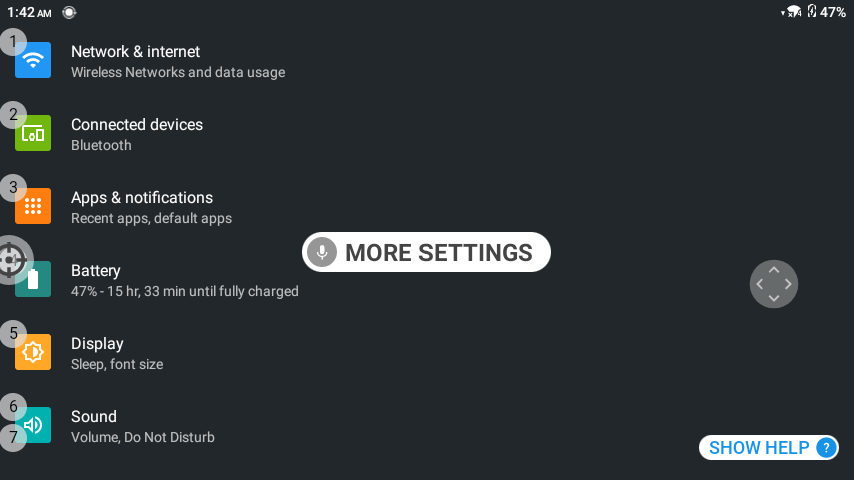 1:42 AM
47%
1
Network & internet
Wireless Networks and data usage
2
Connected devices
Bluetooth
3
Apps & notifications
Recent apps, default apps
MORE SETTINGS
Battery
47% - 15 hr, 33 min until fully charged
5
Display
Sleep, font size
6
Sound
7
Volume, Do Not Disturb
SHOW HELP ?